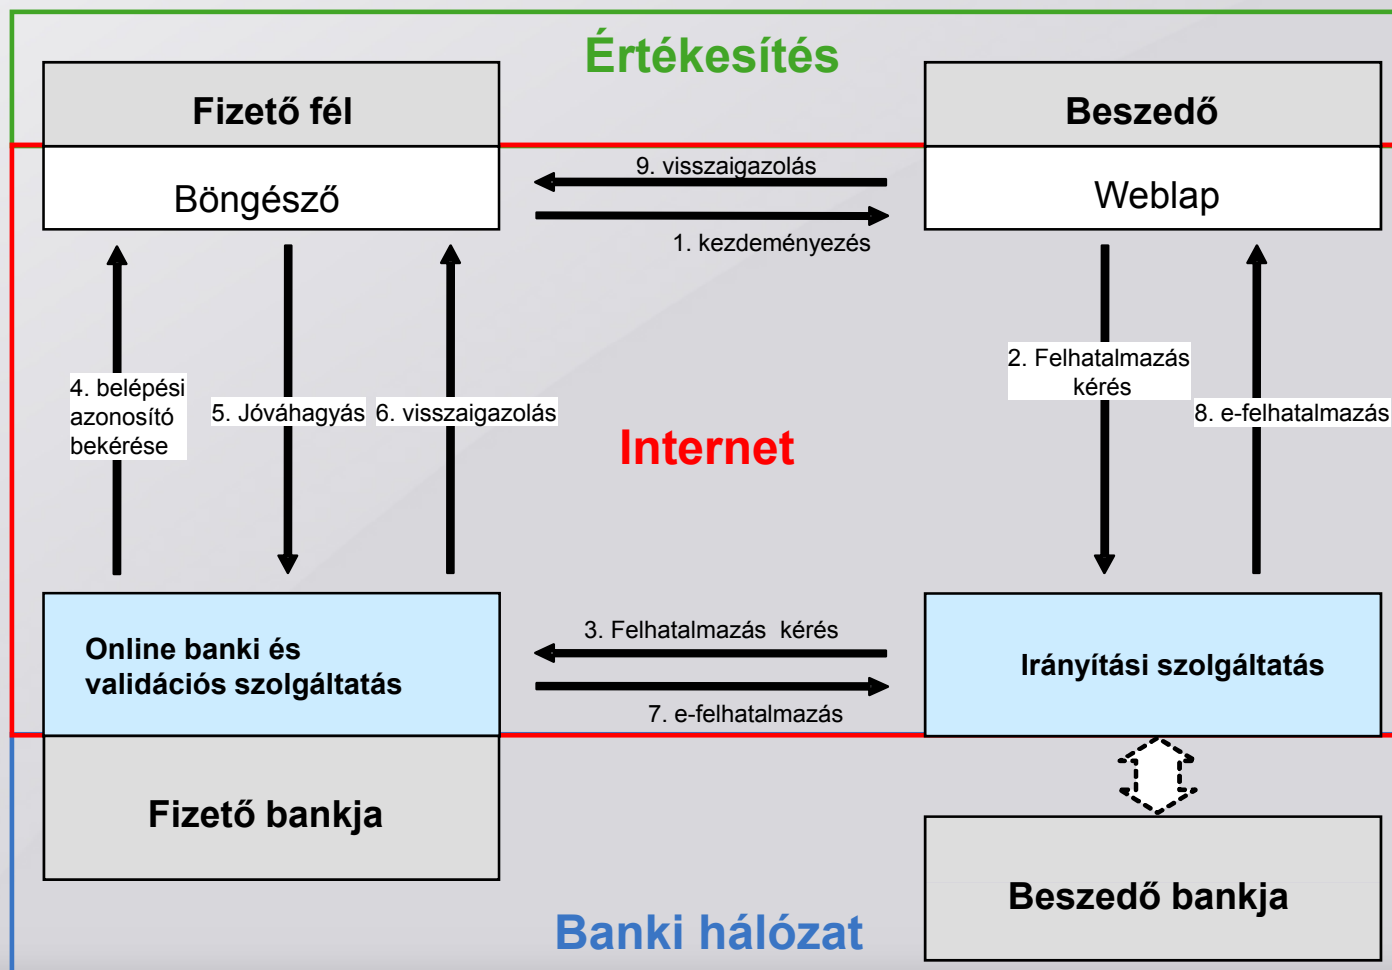 Értékesítés
Fizető fél
Beszedő
Böngésző
Weblap
9. visszaigazolás
1. kezdeményezés
2. Felhatalmazás
kérés
4. belépési
azonosító
bekérése
5. Jóváhagyás
6. visszaigazolás
8. e-felhatalmazás
Internet
Online banki és
validációs szolgáltatás
3. Felhatalmazás  kérés
7. e-felhatalmazás
Irányítási szolgáltatás
Fizető bankja
Beszedő bankja
Banki hálózat